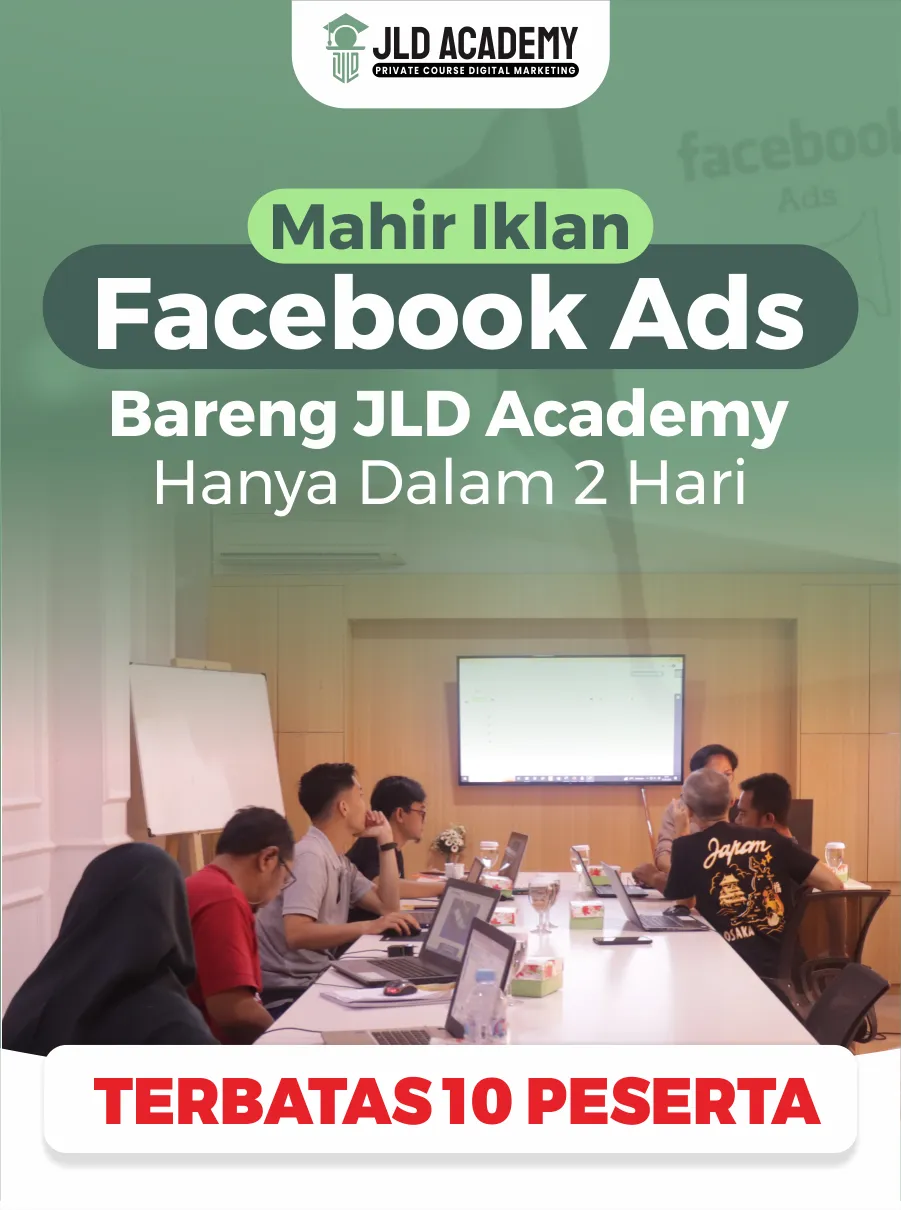 JLD ACADEMY
PRIVATE COURSE DIGITAL MARKETING
facebook
Ads
Mahir Iklan
Facebook Ads
Bareng JLD Academy
Hanya Dalam 2 Hari
Japan
OSAKA
TERBATAS 10 PESERTA